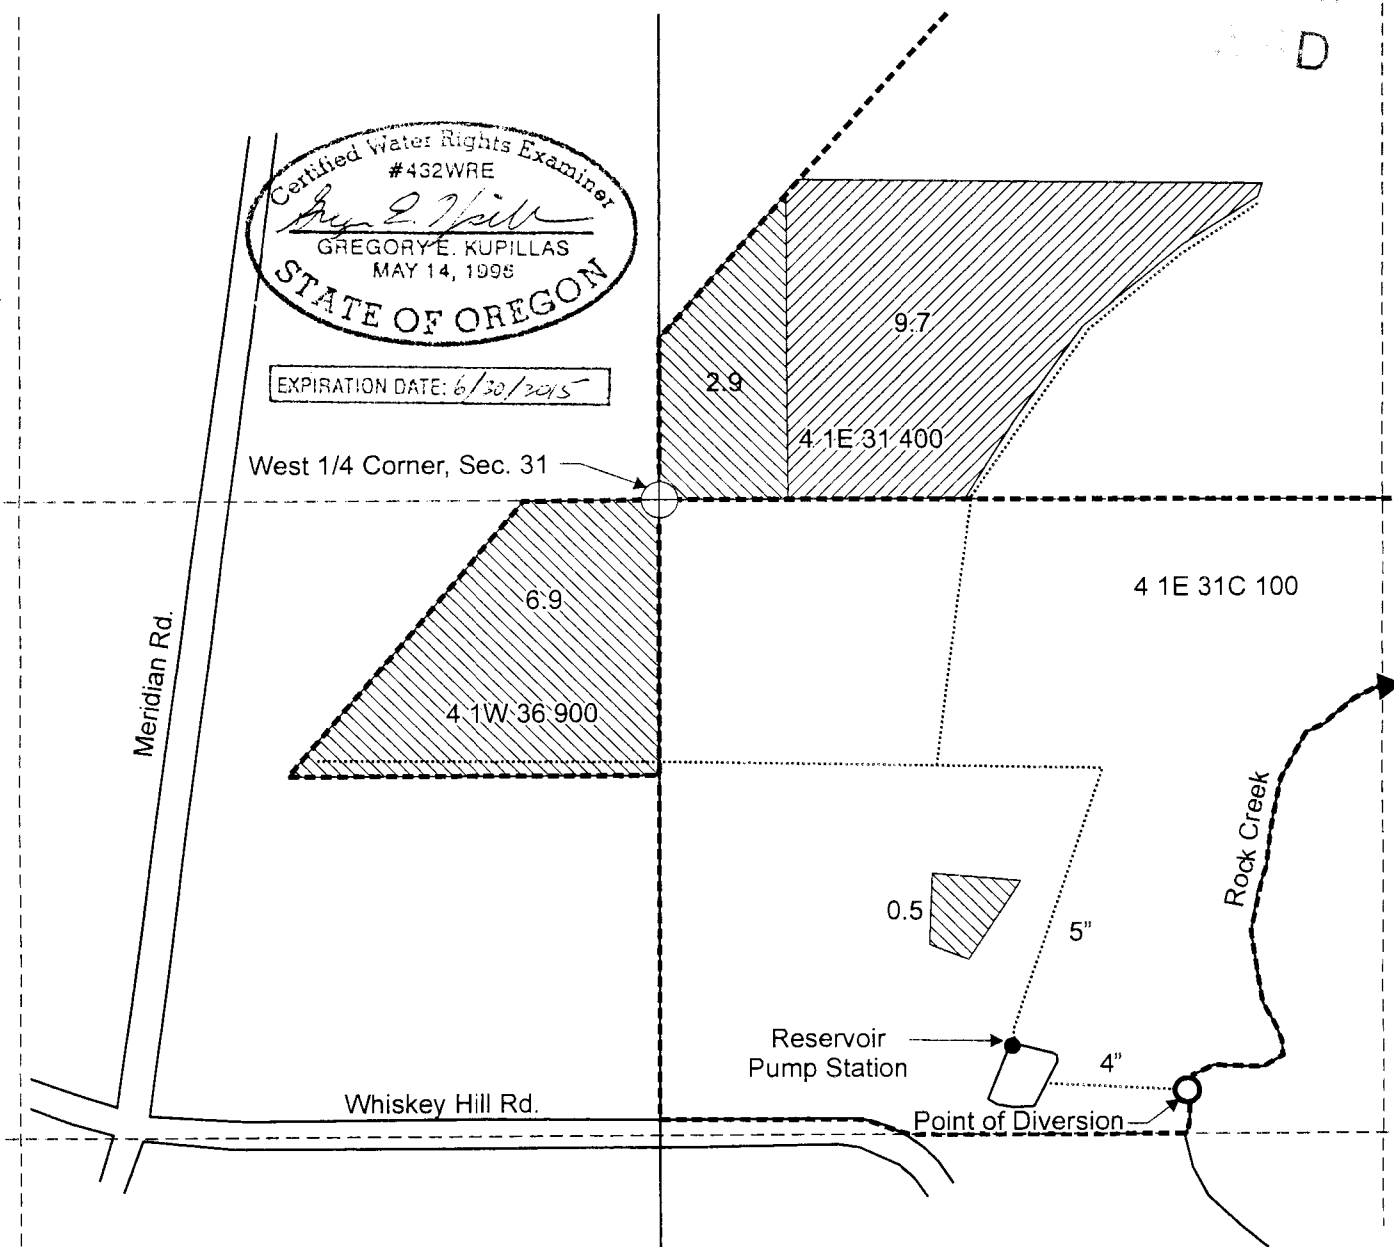 D
Certified Water Rights Examiner
#432WRE
GREGORY E. KUPILLAS
MAY 14, 1996
STATE OF OREGON
EXPIRATION DATE: 6/30/2015
9.7
2.9
4 1E 31 400
West 1/4 Corner, Sec. 31
4 1E 31C 100
6.9
Meridian Rd.
4 1W 36 900
Rock Creek
0.5
5"
Reservoir
Pump Station
4"
Whiskey Hill Rd.
Point of Diversion